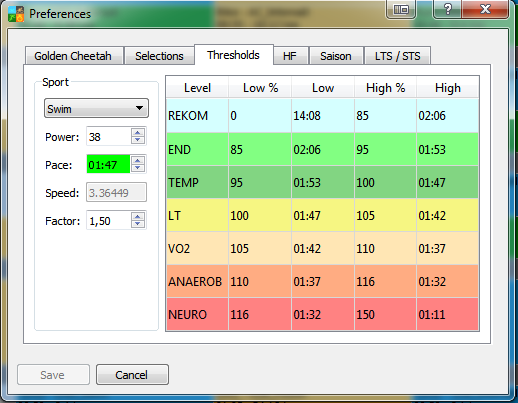 Preferences
Golden Cheetah Selections Thresholds HF Saison LTS / STS
Sport
Swim
Power: 38
Pace: 01:47
Speed: 3.36449
Factor: 1,50
Level Low % Low High % High
REKOM 0 14:08 85 02:06
END 85 02:06 95 01:53
TEMP 95 01:53 100 01:47
LT 100 01:47 105 01:42
VO2 105 01:42 110 01:37
ANAEROB 110 01:37 116 01:32
NEURO 116 01:32 150 01:11
Save Cancel